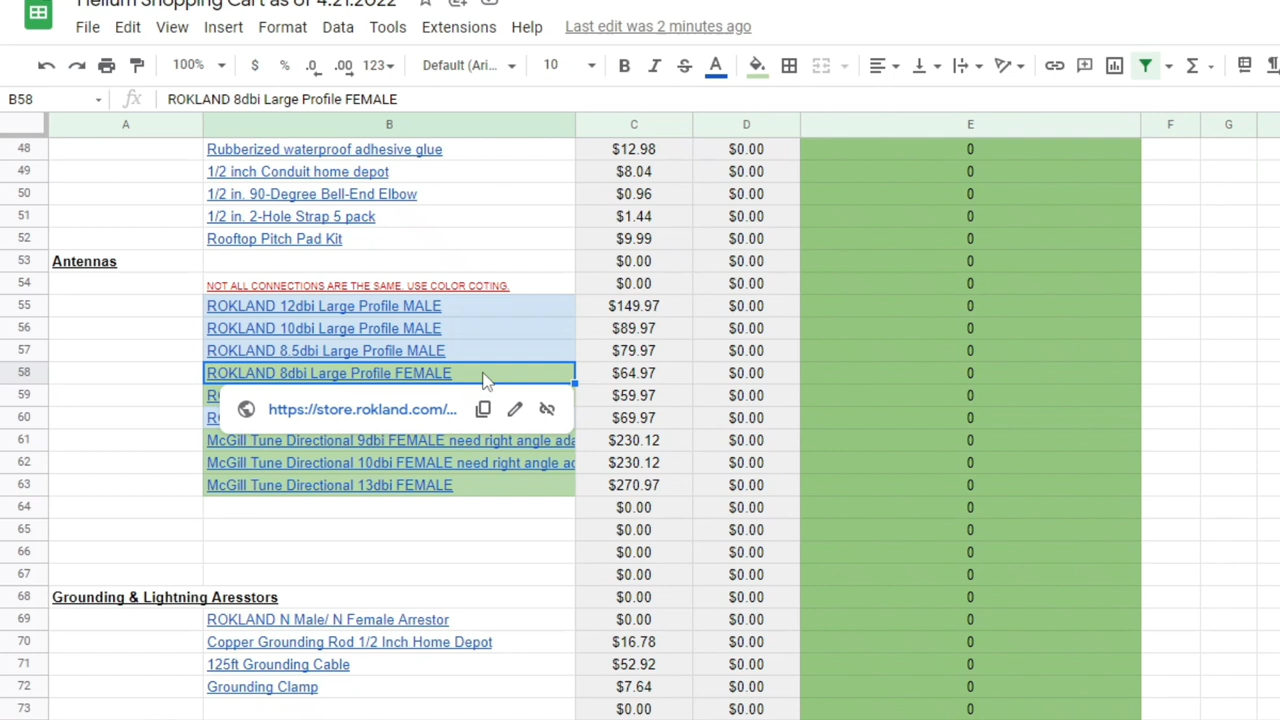 Helium Shopping Cart as of 4.21.2022
File Edit View Insert Format Data Tools Extensions Help Last edit was 2 minutes ago
100% $ % .0 .00 123 Default (Ari... 10 B I S A
B58 fx ROKLAND 8dbi Large Profile FEMALE
A B C D E F G
48 Rubberized waterproof adhesive glue $12.98 $0.00 0
49 1/2 inch Conduit home depot $8.04 $0.00 0
50 1/2 in. 90-Degree Bell-End Elbow $0.96 $0.00 0
51 1/2 in. 2-Hole Strap 5 pack $1.44 $0.00 0
52 Rooftop Pitch Pad Kit $9.99 $0.00 0
53 Antennas $0.00 $0.00 0
54 NOT ALL CONNECTIONS ARE THE SAME. USE COLOR COTING. $0.00 $0.00 0
55 ROKLAND 12dbi Large Profile MALE $149.97 $0.00 0
56 ROKLAND 10dbi Large Profile MALE $89.97 $0.00 0
57 ROKLAND 8.5dbi Large Profile MALE $79.97 $0.00 0
58 ROKLAND 8dbi Large Profile FEMALE $64.97 $0.00 0
59 $59.97 $0.00 0
https://store.rokland.com/...
60 $69.97 $0.00 0
61 McGill Tune Directional 9dbi FEMALE need right angle ada $230.12 $0.00 0
62 McGill Tune Directional 10dbi FEMALE need right angle ad $230.12 $0.00 0
63 McGill Tune Directional 13dbi FEMALE $270.97 $0.00 0
64 $0.00 $0.00 0
65 $0.00 $0.00 0
66 $0.00 $0.00 0
67 $0.00 $0.00 0
68 Grounding & Lightning Aresstors $0.00 $0.00 0
69 ROKLAND N Male/ N Female Arrestor $0.00 $0.00 0
70 Copper Grounding Rod 1/2 Inch Home Depot $16.78 $0.00 0
71 125ft Grounding Cable $52.92 $0.00 0
72 Grounding Clamp $7.64 $0.00 0
73 $0.00 $0.00 0